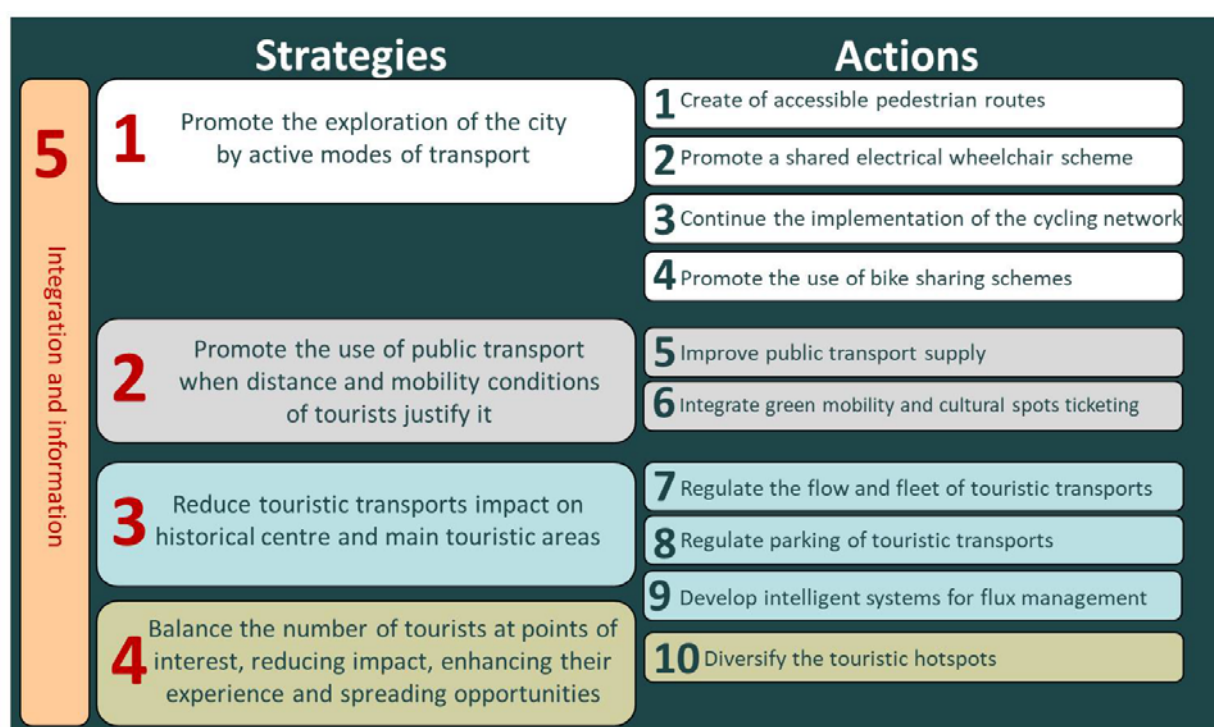 Strategies
Actions
5
Integration and information
1
Promote the exploration of the city
by active modes of transport
1 Create of accessible pedestrian routes
2 Promote a shared electrical wheelchair scheme
3 Continue the implementation of the cycling network
4 Promote the use of bike sharing schemes
2
Promote the use of public transport
when distance and mobility conditions
of tourists justify it
5 Improve public transport supply
6 Integrate green mobility and cultural spots ticketing
3
Reduce touristic transports impact on
historical centre and main touristic areas
7 Regulate the flow and fleet of touristic transports
8 Regulate parking of touristic transports
9 Develop intelligent systems for flux management
4
Balance the number of tourists at points of
interest, reducing impact, enhancing their
experience and spreading opportunities
10 Diversify the touristic hotspots